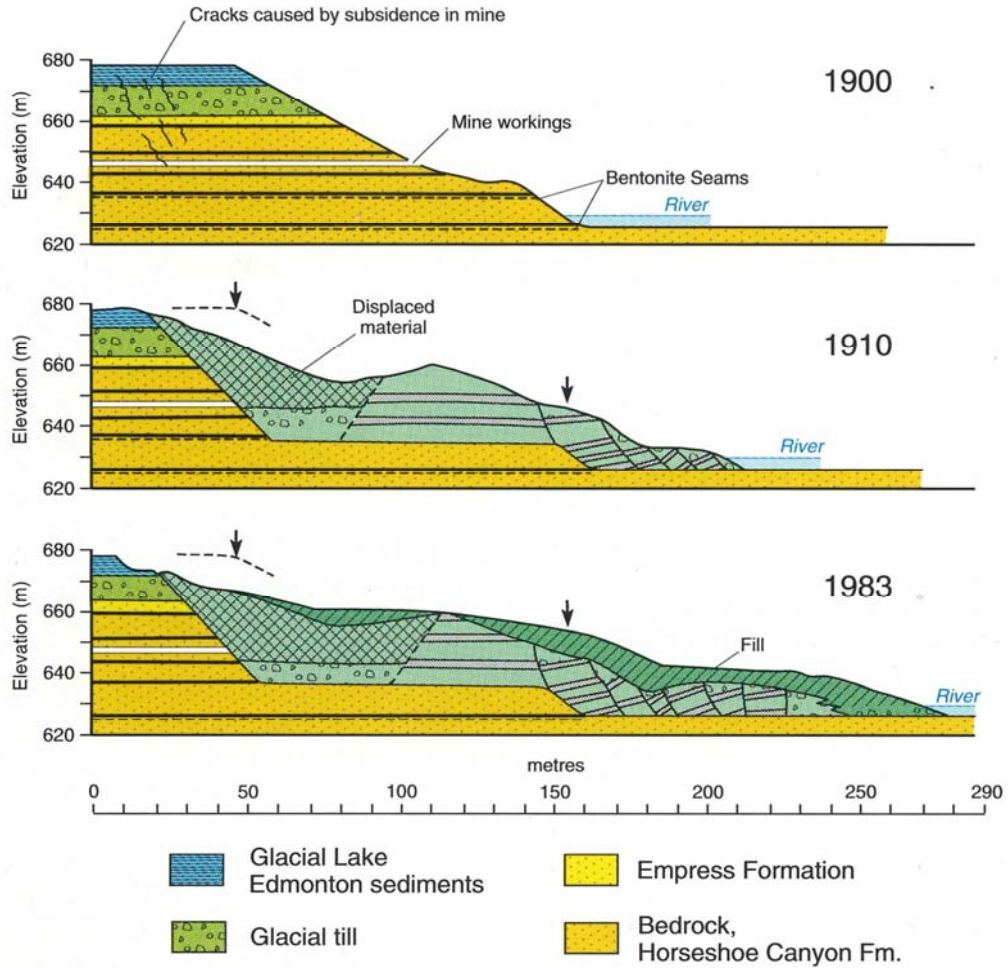 Cracks caused by subsidence in mine
680
660
640
620
Elevation (m)
1900
Mine workings
Bentonite Seams
River
680
660
640
620
Elevation (m)
1910
Displaced
material
River
680
660
640
620
Elevation (m)
1983
Fill
River
metres
0 50 100 150 200 250 290
Glacial Lake
Edmonton sediments
Empress Formation
Glacial till
Bedrock,
Horseshoe Canyon Fm.